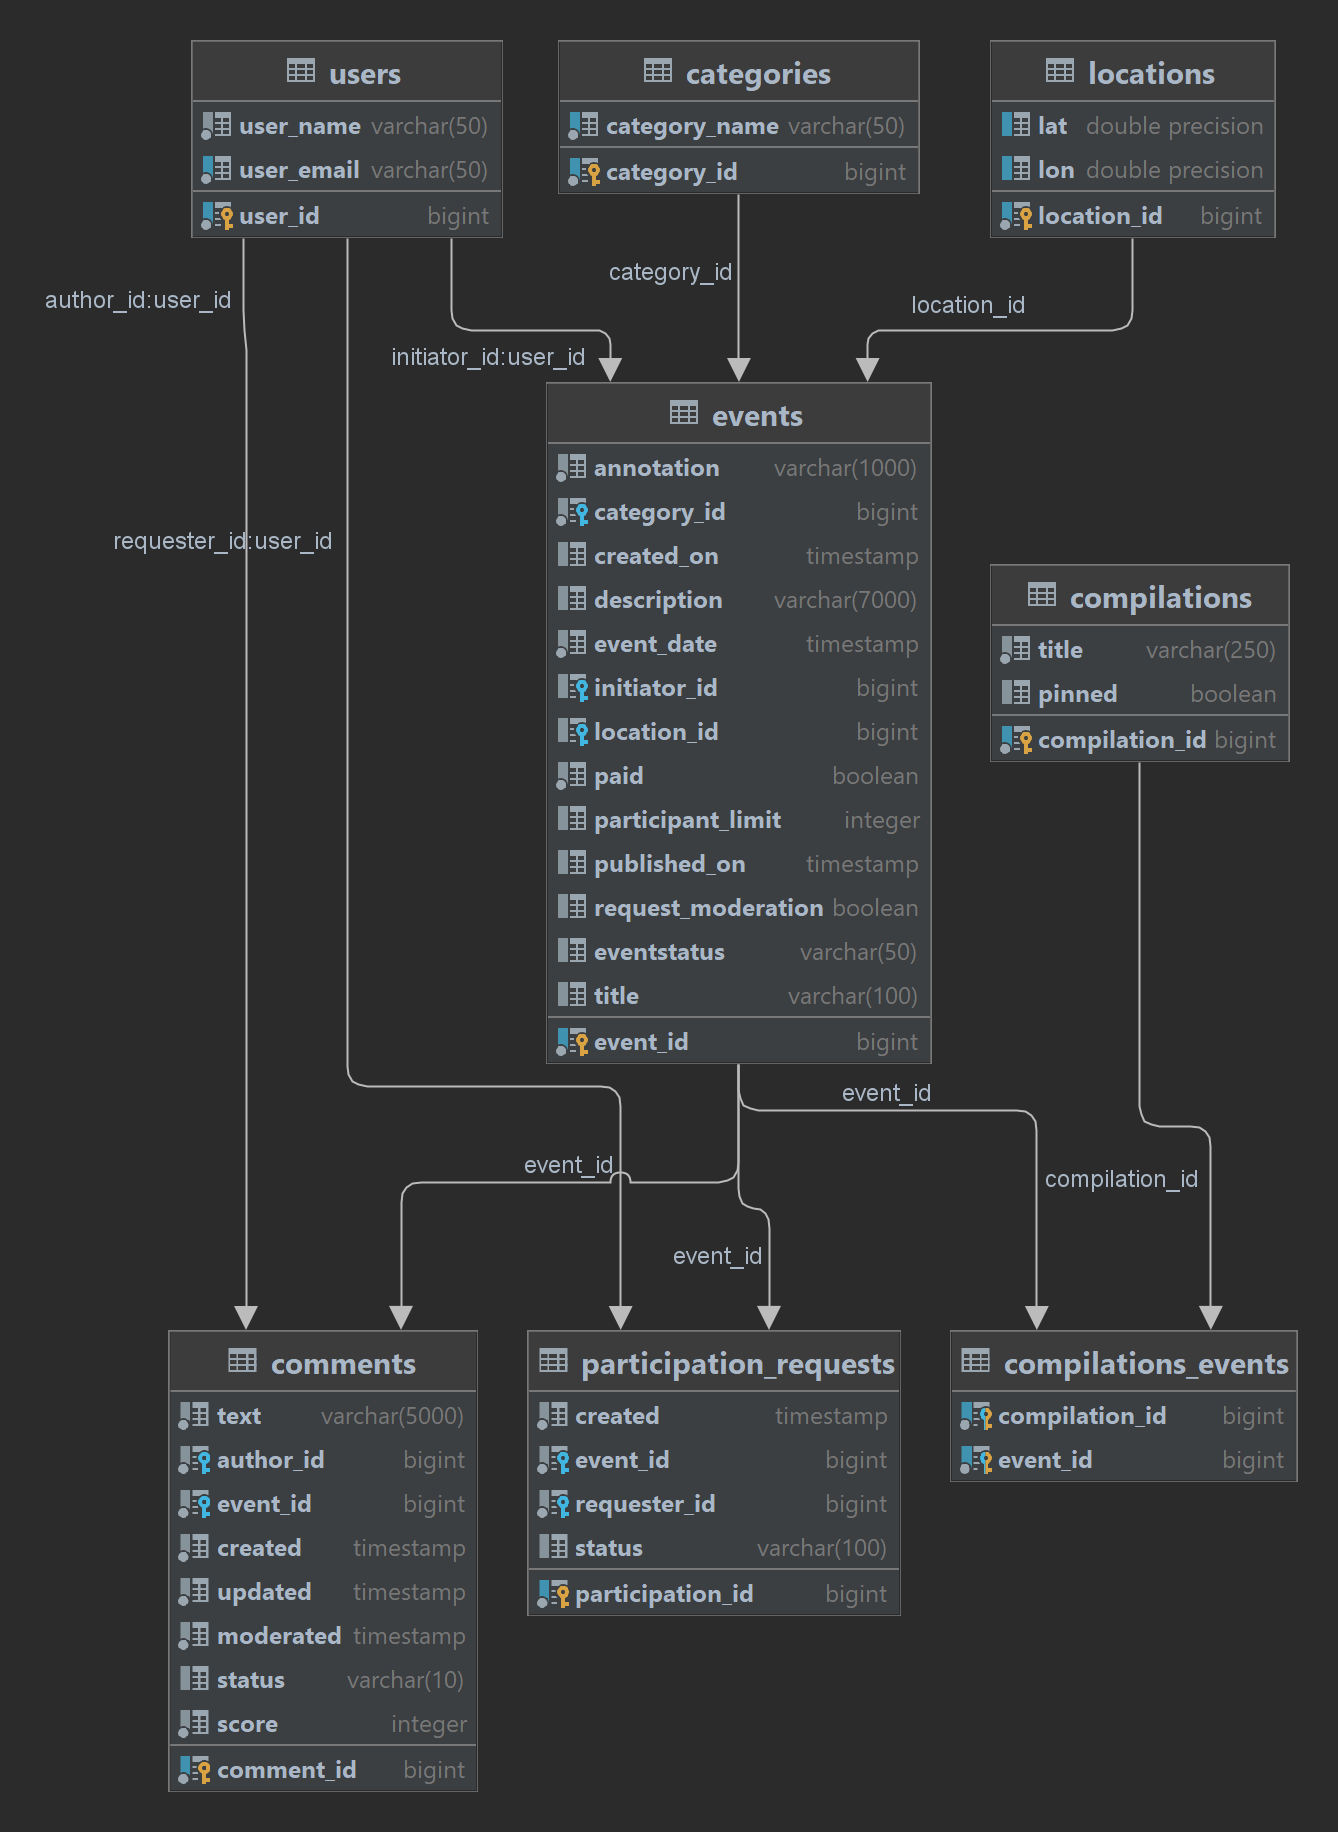 users
user_name varchar(50)
user_email varchar(50)
user_id bigint
categories
category_name varchar(50)
category_id bigint
locations
lat double precision
lon double precision
location_id bigint
author_id:user_id
initiator_id:user_id
category_id
location_id
requester_id:user_id
events
annotation varchar(1000)
category_id bigint
created_on timestamp
description varchar(7000)
event_date timestamp
initiator_id bigint
location_id bigint
paid boolean
participant_limit integer
published_on timestamp
request_moderation boolean
eventstatus varchar(50)
title varchar(100)
event_id bigint
compilations
title varchar(250)
pinned boolean
compilation_id bigint
event_id
event_id
compilation_id
event_id
comments
text varchar(5000)
author_id bigint
event_id bigint
created timestamp
updated timestamp
moderated timestamp
status varchar(10)
score integer
comment_id bigint
participation_requests
created timestamp
event_id bigint
requester_id bigint
status varchar(100)
participation_id bigint
compilations_events
compilation_id bigint
event_id bigint